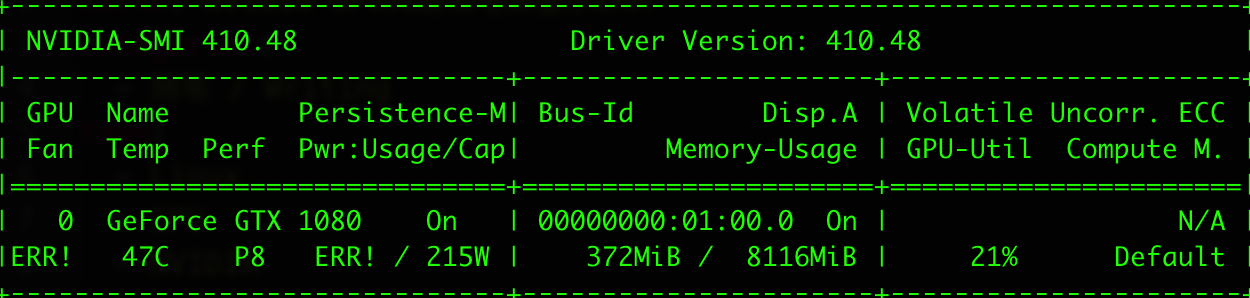 +-----------------------------------------------------------------------------+
| NVIDIA-SMI 410.48                 Driver Version: 410.48                    |
|-------------------------------+----------------------+----------------------+
| GPU  Name        Persistence-M| Bus-Id        Disp.A | Volatile Uncorr. ECC |
| Fan  Temp  Perf  Pwr:Usage/Cap|         Memory-Usage | GPU-Util  Compute M. |
|===============================+======================+======================|
|   0  GeForce GTX 1080    On   | 00000000:01:00.0  On |                  N/A |
|ERR!   47C    P8   ERR! / 215W |    372MiB /  8116MiB |     21%      Default |
+-------------------------------+----------------------+----------------------+